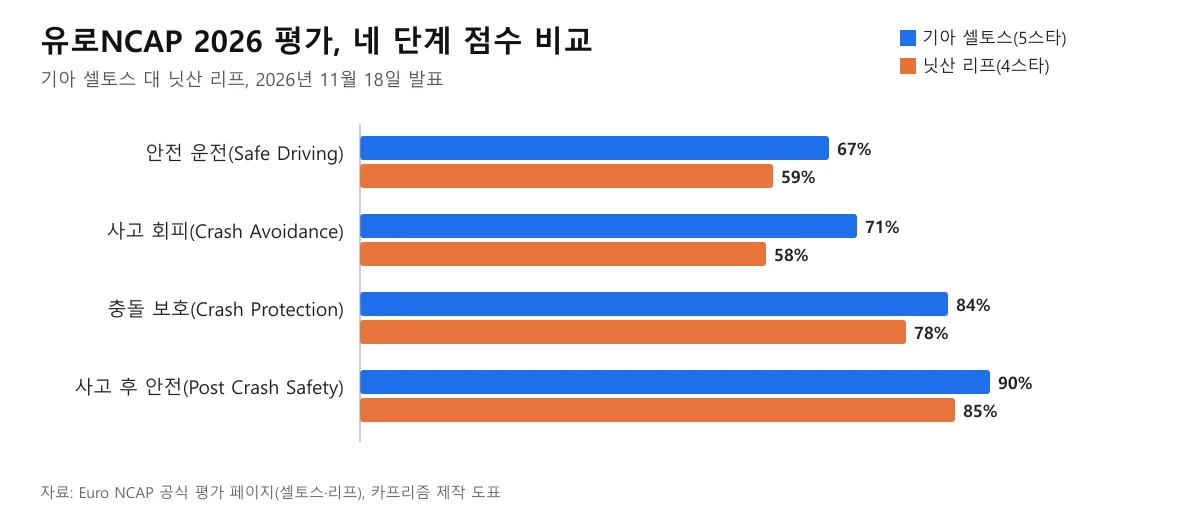 유로NCAP 2026 평가, 네 단계 점수 비교
기아 셀토스 대 닛산 리프, 2026년 11월 18일 발표
기아 셀토스(5스타)
닛산 리프(4스타)
안전 운전(Safe Driving)
67%
59%
사고 회피(Crash Avoidance)
71%
58%
충돌 보호(Crash Protection)
84%
78%
사고 후 안전(Post Crash Safety)
90%
85%
자료: Euro NCAP 공식 평가 페이지(셀토스·리프), 카프리즘 제작 도표